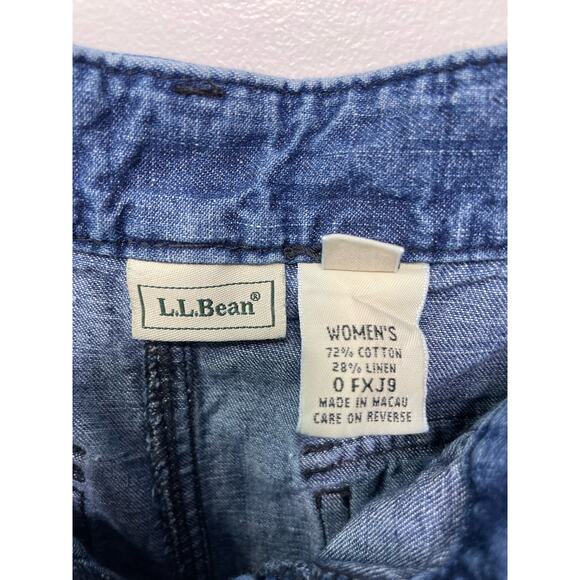 L.L.Bean®
WOMEN'S
72% COTTON
28% LINEN
0 FXJ9
MADE IN MACAU
CARE ON REVERSE